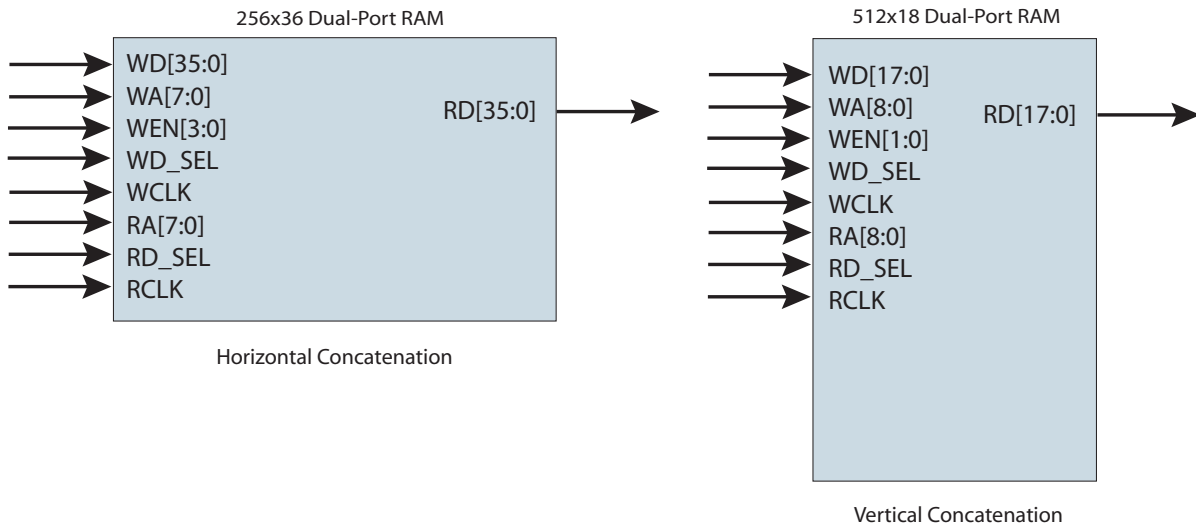 256x36 Dual-Port RAM
WD[35:0]
WA[7:0]
WEN[3:0]
WD_SEL
WCLK
RA[7:0]
RD_SEL
RCLK
RD[35:0]
Horizontal Concatenation
512x18 Dual-Port RAM
WD[17:0]
WA[8:0]
WEN[1:0]
WD_SEL
WCLK
RA[8:0]
RD_SEL
RCLK
RD[17:0]
Vertical Concatenation